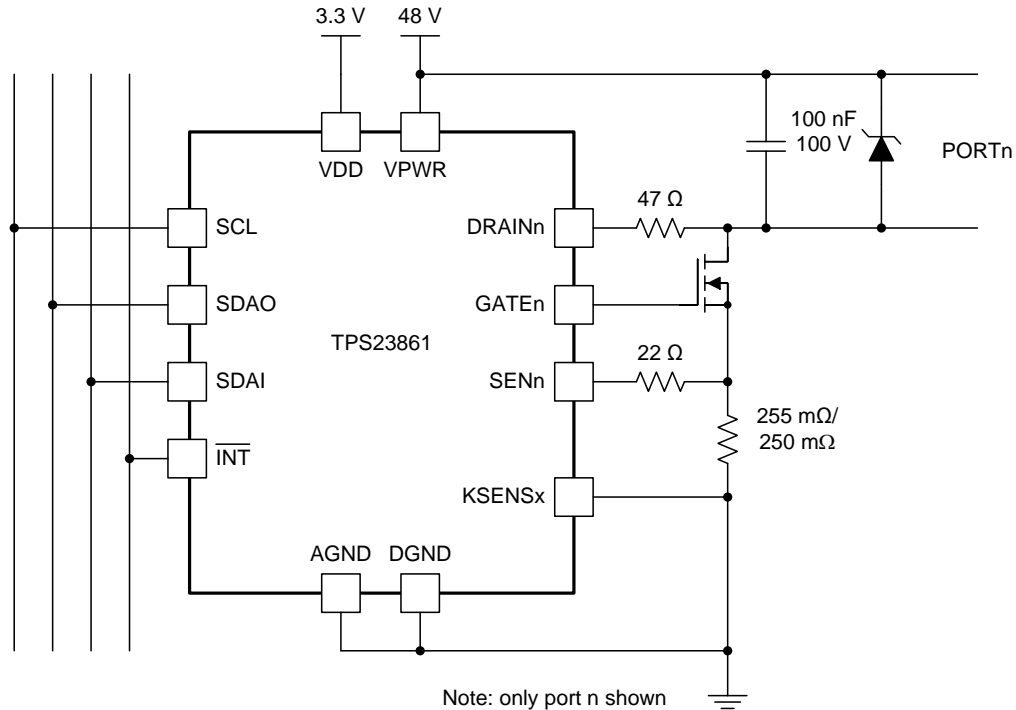 3.3 V
48 V
VDD
VPWR
100 nF
100 V
PORTn
SCL
DRAINn
47 Ω
SDAO
GATEn
TPS23861
SDAI
SENn
22 Ω
255 mΩ/
250 mΩ
INT
KSENSx
AGND
DGND
Note: only port n shown